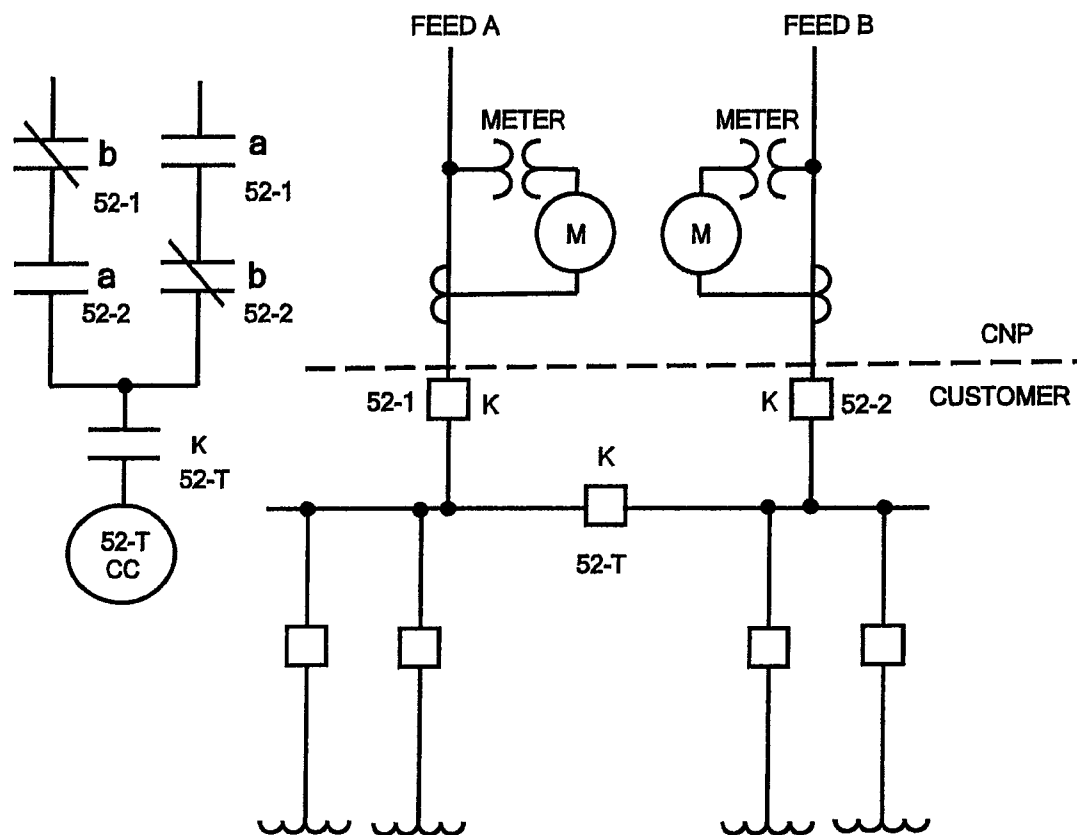 FEED A
FEED B
METER
METER
b
52-1
a
52-1
M
M
a
52-2
b
52-2
CNP
CUSTOMER
52-1
K
K
52-2
K
52-T
K
52-T
52-T
CC